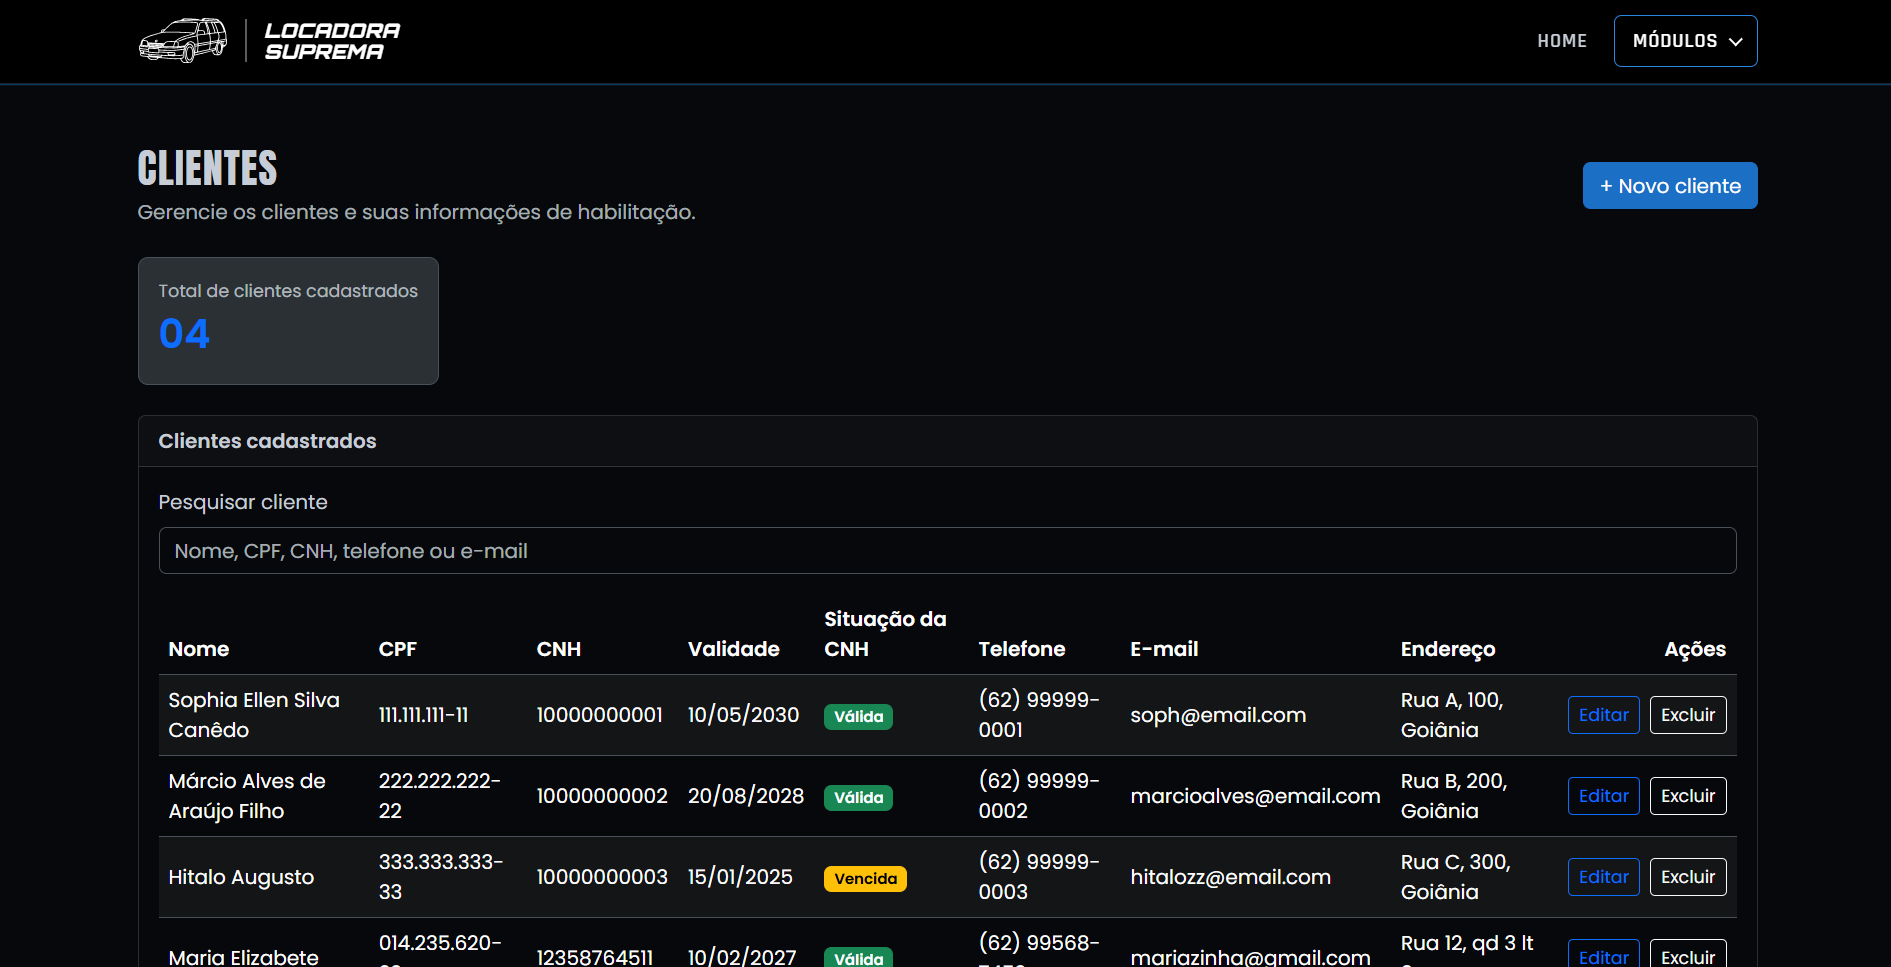 LOCADORA
SUPREMA
HOME
MÓDULOS
CLIENTES
Gerencie os clientes e suas informações de habilitação.
+ Novo cliente
Total de clientes cadastrados
04
Clientes cadastrados
Pesquisar cliente
Nome, CPF, CNH, telefone ou e-mail
Nome CPF CNH Validade Situação da CNH Telefone E-mail Endereço Ações
Sophia Ellen Silva Canêdo 111.111.111-11 10000000001 10/05/2030 Válida (62) 99999-0001 soph@email.com Rua A, 100, Goiânia Editar Excluir
Márcio Alves de Araújo Filho 222.222.222-22 10000000002 20/08/2028 Válida (62) 99999-0002 marcioalves@email.com Rua B, 200, Goiânia Editar Excluir
Hitalo Augusto 333.333.333-33 10000000003 15/01/2025 Vencida (62) 99999-0003 hitalozz@email.com Rua C, 300, Goiânia Editar Excluir
Maria Elizabete 014.235.620- 12358764511 10/02/2027 Válida (62) 99568- mariazinha@gmail.com Rua 12, qd 3 lt Editar Excluir